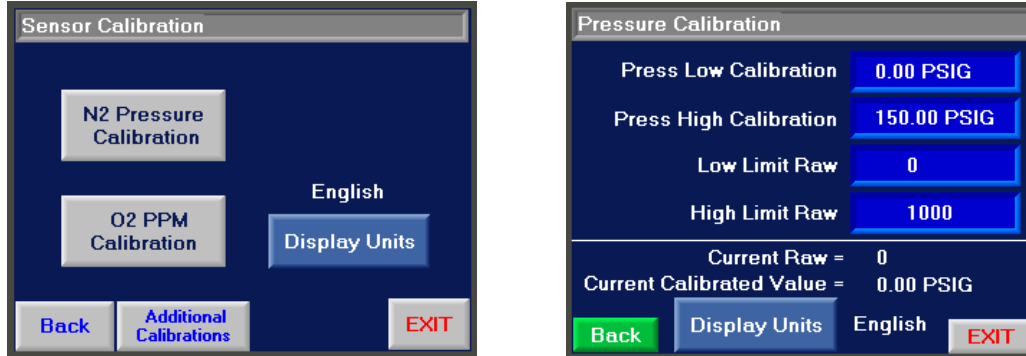 Sensor Calibration
N2 Pressure
Calibration
O2 PPM
Calibration
English
Display Units
Back
Additional
Calibrations
EXIT
Pressure Calibration
Press Low Calibration 0.00 PSIG
Press High Calibration 150.00 PSIG
Low Limit Raw 0
High Limit Raw 1000
Current Raw = 0
Current Calibrated Value = 0.00 PSIG
Back
Display Units
English
EXIT